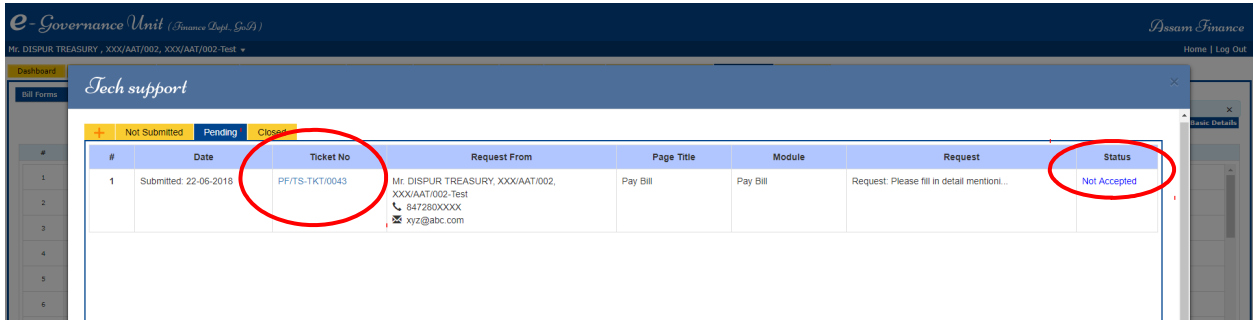 e - Governance Unit (Finance Dept., GoA)
Assam Finance
Mr. DISPUR TREASURY , XXX/AAT/002, XXX/AAT/002-Test
Home | Log Out
Dashboard
Tech support
×
Bill Forms
×
Basic Details
+ Not Submitted Pending Closed
# Date Ticket No Request From Page Title Module Request Status
1 Submitted: 22-06-2018 PF/TS-TKT/0043 Mr. DISPUR TREASURY, XXX/AAT/002, Pay Bill Pay Bill Request: Please fill in detail mentioni... Not Accepted
XXX/AAT/002-Test
847280XXXX
xyz@abc.com
#
1
2
3
4
5
6